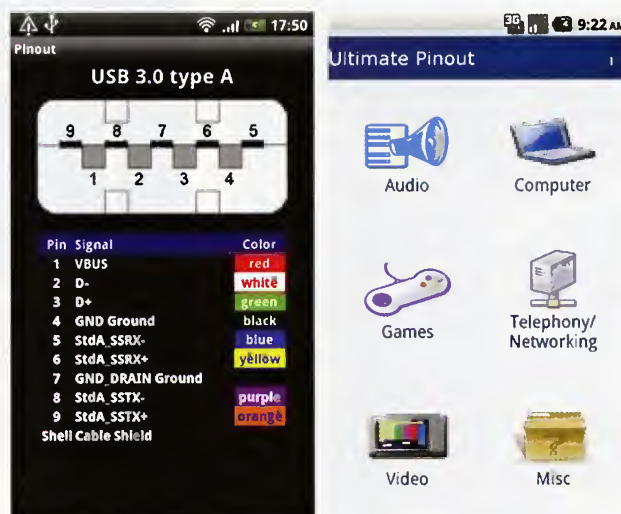 17:50
Pinout
USB 3.0 type A
9 8 7 6 5
1 2 3 4
Pin Signal Color
1 VBUS red
2 D- white
3 D+ green
4 GND Ground black
5 StdA_SSRX- blue
6 StdA_SSRX+ yellow
7 GND_DRAIN Ground
8 StdA_SSTX- purple
9 StdA_SSTX+ orange
Shell Cable Shield
3G 9:22 AM
Ultimate Pinout
Audio Computer
Games Telephony/
Networking
Video Misc